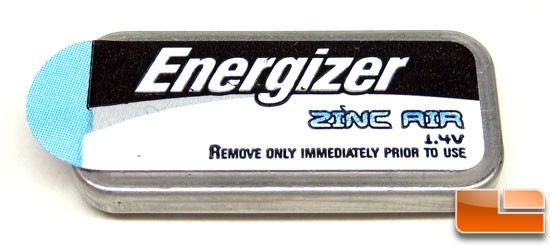 Energizer
ZINC AIR
1.4V
REMOVE ONLY IMMEDIATELY PRIOR TO USE